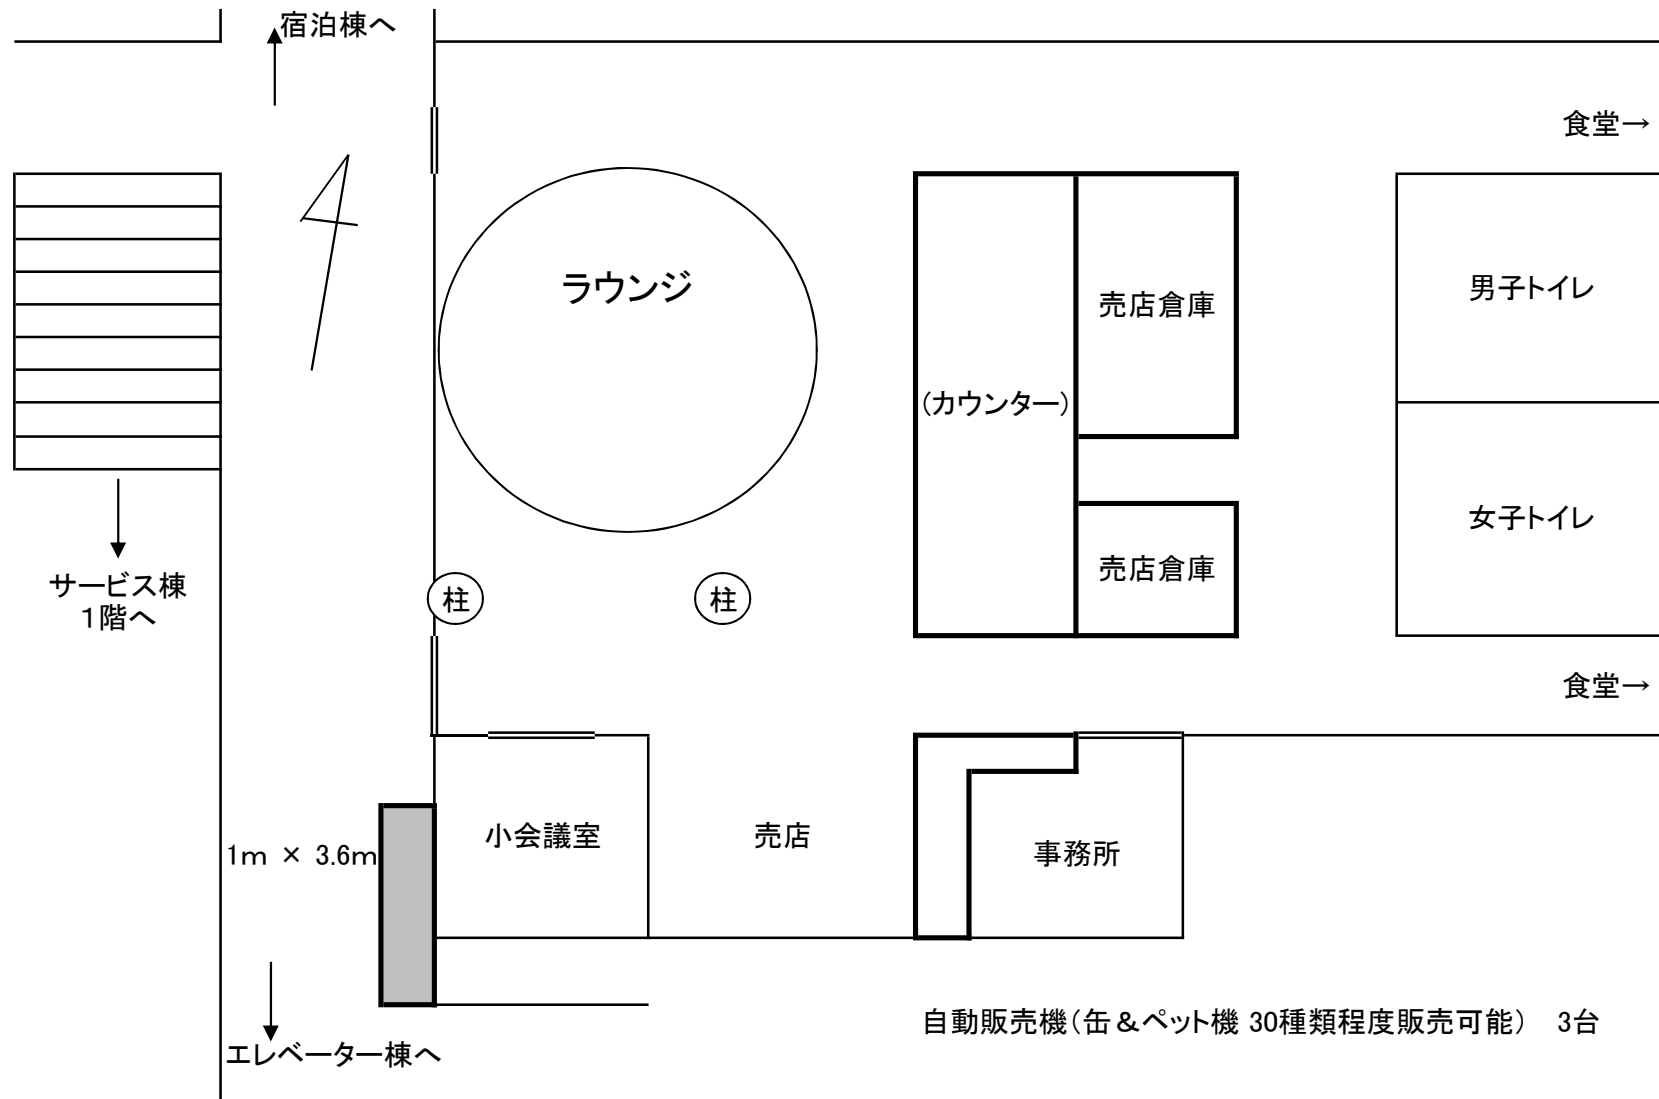 宿泊棟へ
食堂→
ラウンジ
売店倉庫
男子トイレ
(カウンター)
女子トイレ
売店倉庫
サービス棟
1階へ
柱
柱
食堂→
小会議室
売店
事務所
1m × 3.6m
自動販売機(缶&ペット機 30種類程度販売可能) 3台
エレベーター棟へ